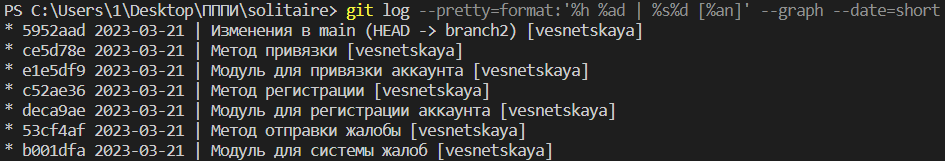 PS C:\Users\1\Desktop\ПППИ\solitaire> git log --pretty=format:'%h %ad | %s%d [%an]' --graph --date=short
* 5952aad 2023-03-21 | Изменения в main (HEAD -> branch2) [vesnetskaya]
* ce5d78e 2023-03-21 | Метод привязки [vesnetskaya]
* e1e5df9 2023-03-21 | Модуль для привязки аккаунта [vesnetskaya]
* c52ae36 2023-03-21 | Метод регистрации [vesnetskaya]
* deca9ae 2023-03-21 | Модуль для регистрации аккаунта [vesnetskaya]
* 53cf4af 2023-03-21 | Метод отправки жалобы [vesnetskaya]
* b001dfa 2023-03-21 | Модуль для системы жалоб [vesnetskaya]